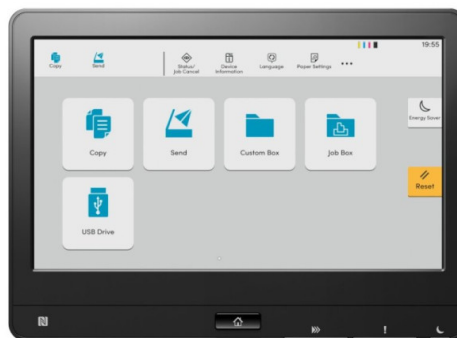 19:55
Copy
Send
Status/
Job Cancel
Device
Information
Language
Paper Settings
Copy
Send
Custom Box
Job Box
Energy Saver
Reset
USB Drive